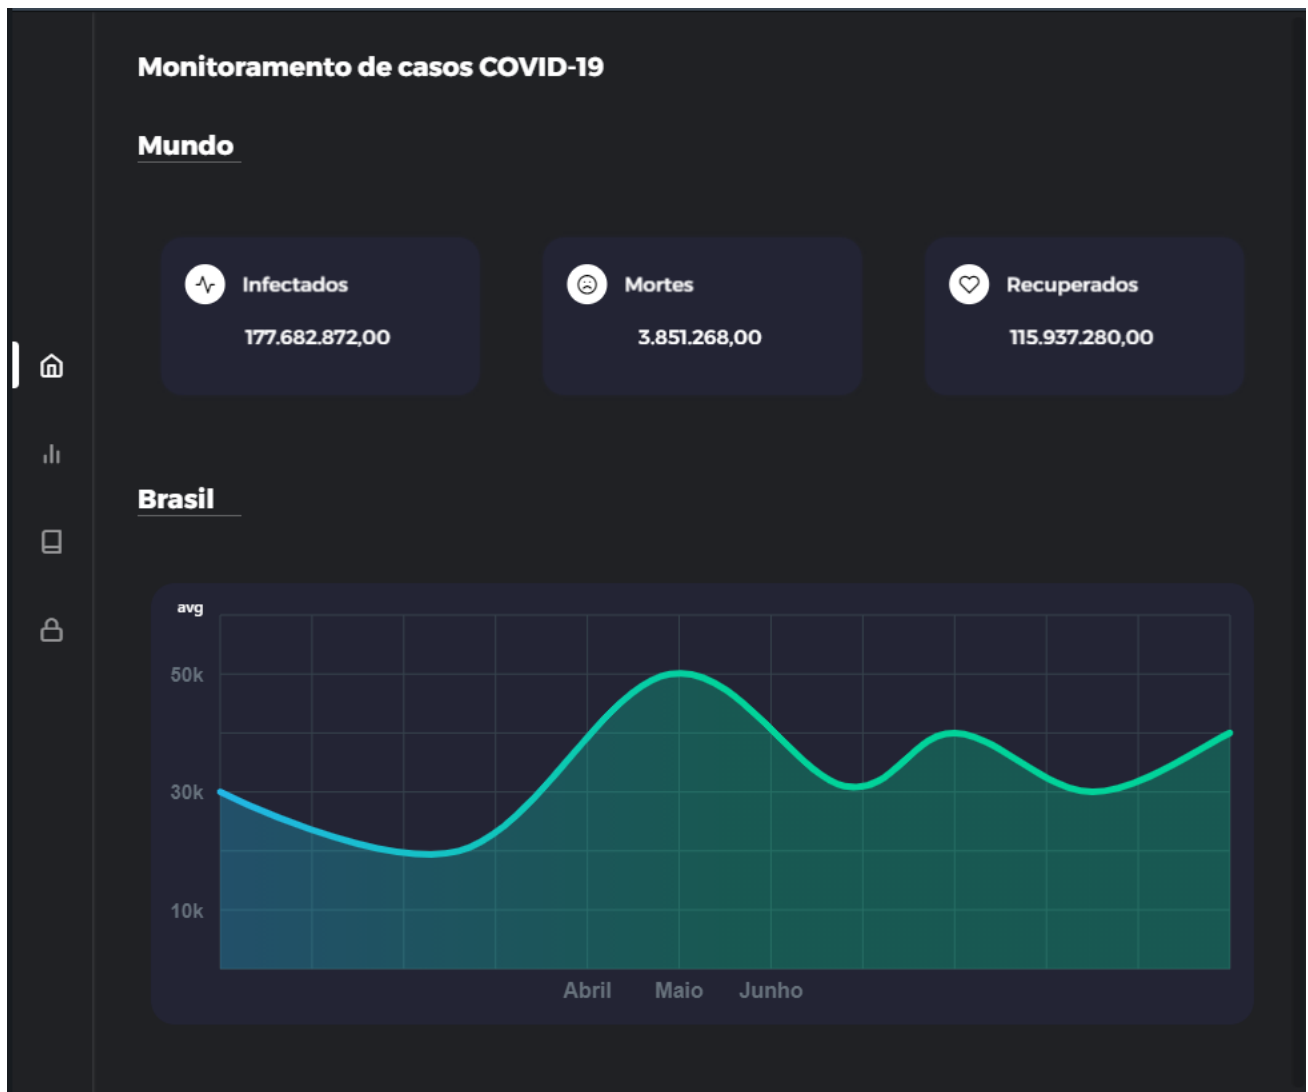 Monitoramento de casos COVID-19
Mundo
Infectados
177.682.872,00
Mortes
3.851.268,00
Recuperados
115.937.280,00
Brasil
avg
50k
30k
10k
Abril Maio Junho